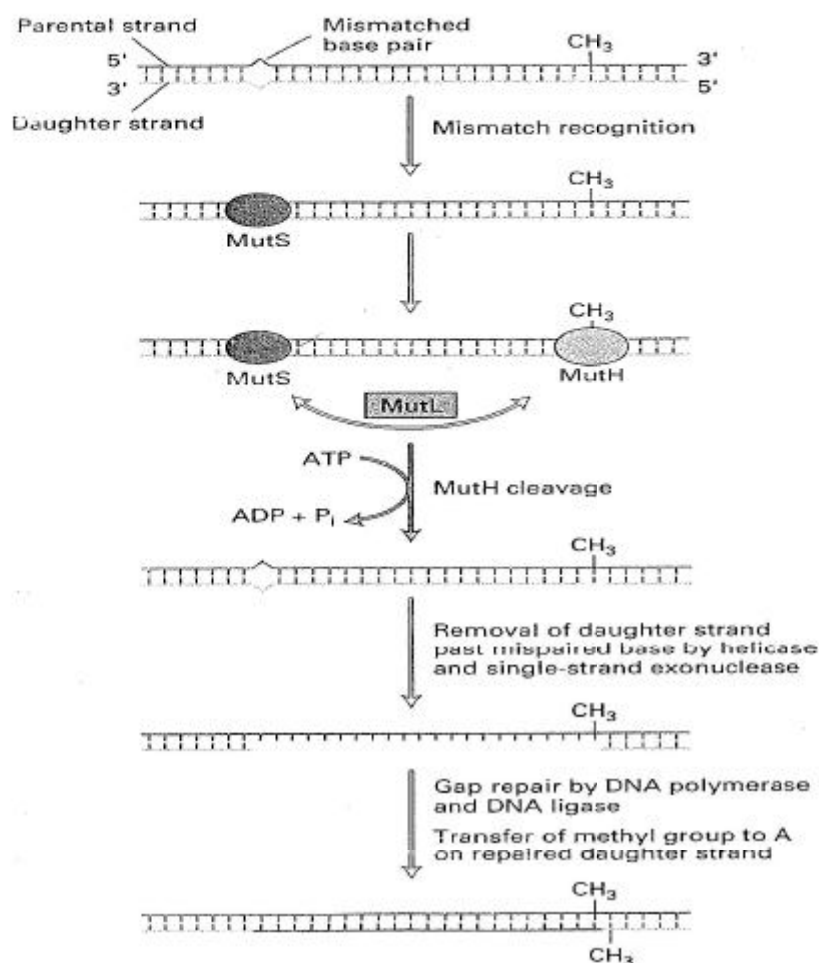 Parental strand
Mismatched
base pair
CH3
5'
3'
3'
5'
Daughter strand
Mismatch recognition
CH3
MutS
CH3
MutS
MutH
MutL
ATP
MutH cleavage
ADP + Pi
CH3
Removal of daughter strand
past mispaired base by helicase
and single-strand exonuclease
CH3
Gap repair by DNA polymerase
and DNA ligase
Transfer of methyl group to A
on repaired daughter strand
CH3
CH3